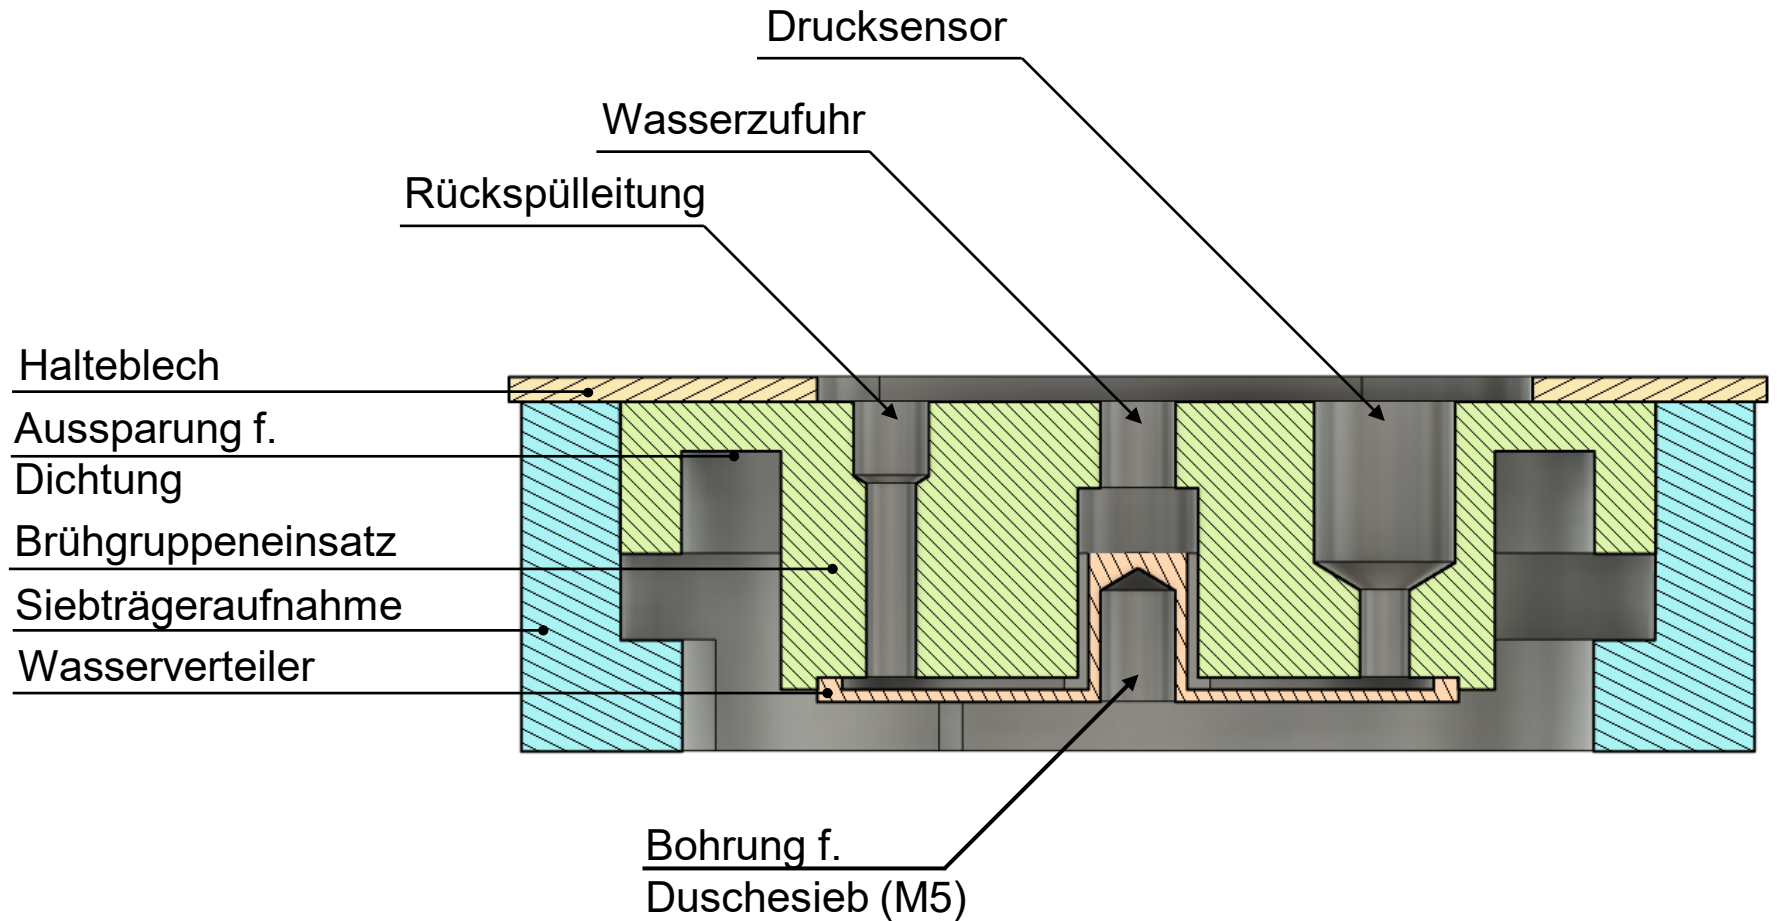 Drucksensor
Wasserzufuhr
Rückspülleitung
Halteblech
Aussparung f.
Dichtung
Brühgruppeneinsatz
Siebträgeraufnahme
Wasserverteiler
Bohrung f.
Duschesieb (M5)